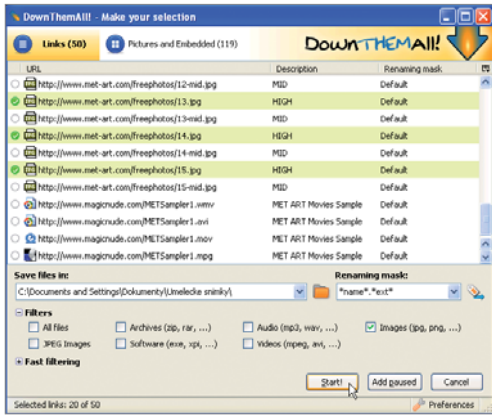 DownThemAll! - Make your selection
Links (50) Pictures and Embedded (119) DownThemAll!
URL Description Renaming mask
http://www.met-art.com/freephotos/12-mid.jpg MID Default
http://www.met-art.com/freephotos/13.jpg HIGH Default
http://www.met-art.com/freephotos/13-mid.jpg MID Default
http://www.met-art.com/freephotos/14.jpg HIGH Default
http://www.met-art.com/freephotos/14-mid.jpg MID Default
http://www.met-art.com/freephotos/15.jpg HIGH Default
http://www.met-art.com/freephotos/15-mid.jpg MID Default
http://www.magicnude.com/METSampler1.wmv MET ART Movies Sample Default
http://www.magicnude.com/METSampler1.avi MET ART Movies Sample Default
http://www.magicnude.com/METSampler1.mov MET ART Movies Sample Default
http://www.magicnude.com/METSampler1.mpg MET ART Movies Sample Default
Save files in: Renaming mask:
C:\Documents and Settings\Dokumenty\Umelecke snimky\ *name*.*ext*
Filters
All files Archives (zip, rar, ...) Audio (mp3, wav, ...) Images (jpg, png, ...)
JPEG Images Software (exe, xpi, ...) Videos (mpeg, avi, ...)
Fast filtering
Start! Add paused Cancel
Selected links: 20 of 50 Preferences